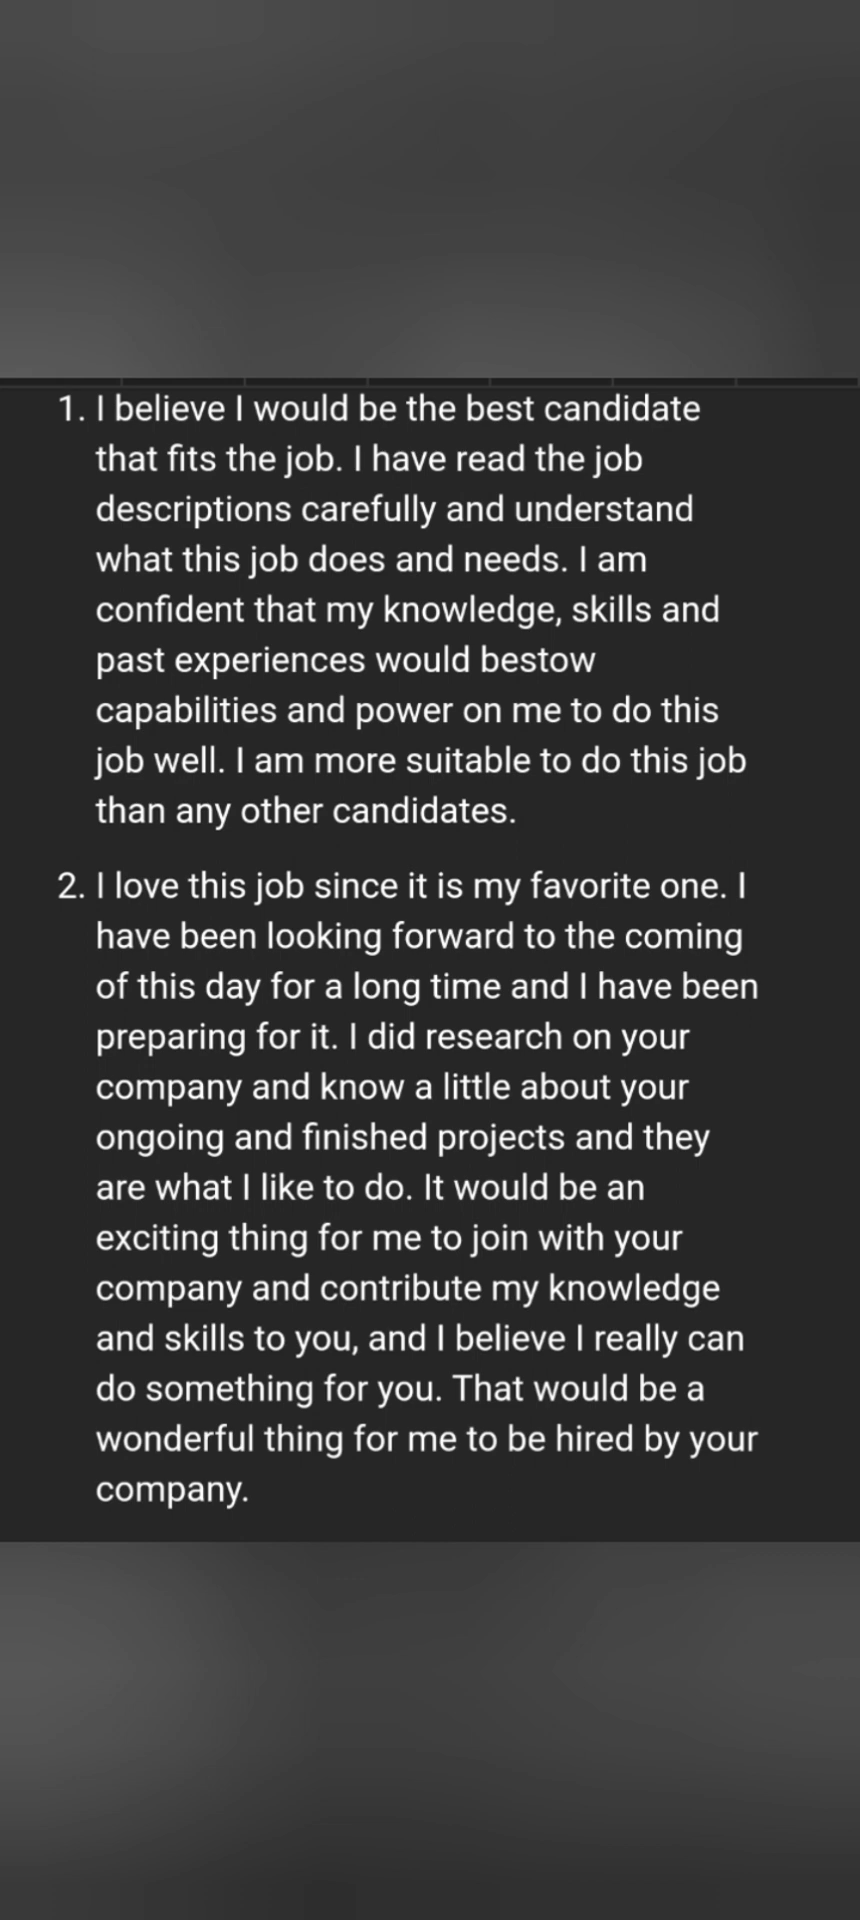 1. I believe I would be the best candidate
that fits the job. I have read the job
descriptions carefully and understand
what this job does and needs. I am
confident that my knowledge, skills and
past experiences would bestow
capabilities and power on me to do this
job well. I am more suitable to do this job
than any other candidates.
2. I love this job since it is my favorite one. I
have been looking forward to the coming
of this day for a long time and I have been
preparing for it. I did research on your
company and know a little about your
ongoing and finished projects and they
are what I like to do. It would be an
exciting thing for me to join with your
company and contribute my knowledge
and skills to you, and I believe I really can
do something for you. That would be a
wonderful thing for me to be hired by your
company.